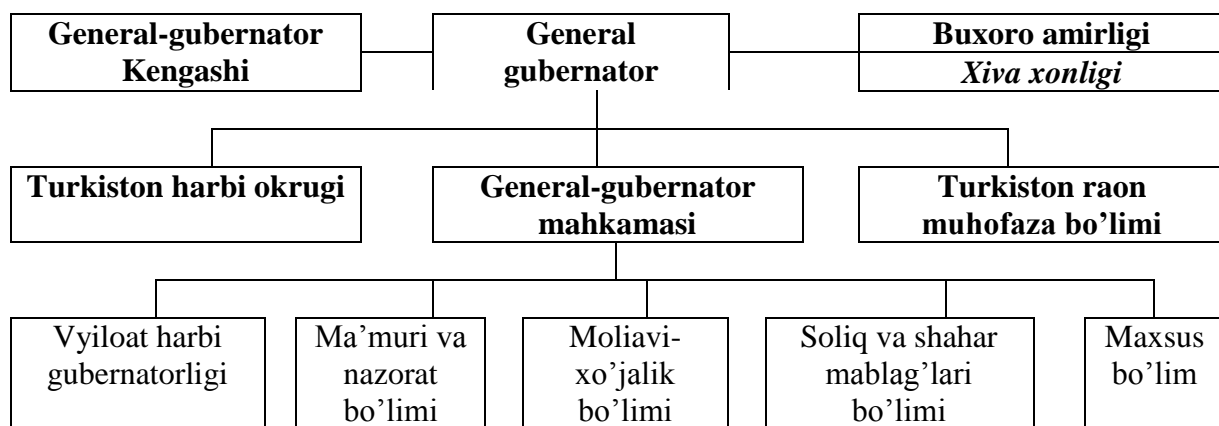 General-gubernator
Kengashi
General
gubernator
Buxoro amirligi
Xiva xonligi
Turkiston harbi okrugi
General-gubernator
mahkamasi
Turkiston raon
muhofaza bo’limi
Vyiloat harbi
gubernatorligi
Ma’muri va
nazorat
bo’limi
Moliavi-
xo’jalik
bo’limi
Soliq va shahar
mablag’lari
bo’limi
Maxsus
bo’lim